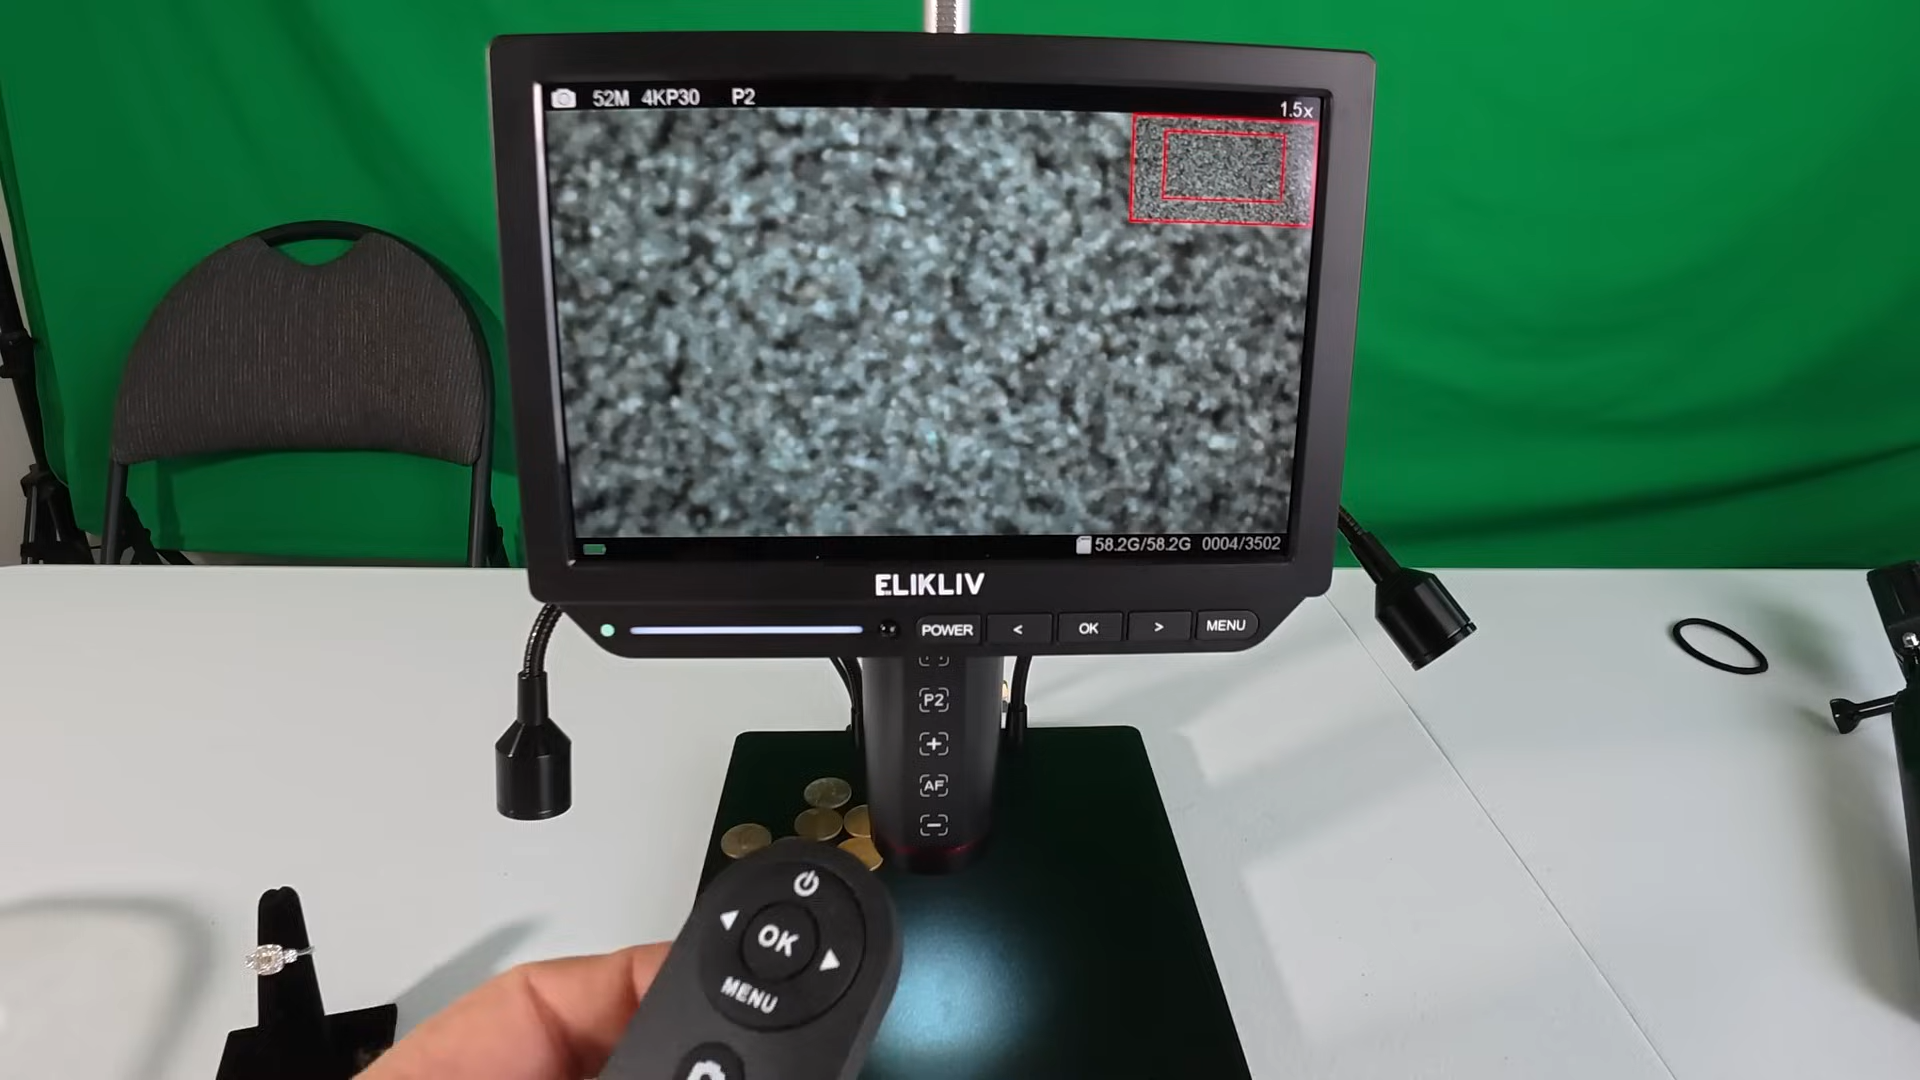 52M 4KP30 P2
1.5x
58.2G/58.2G 0004/3502
ELIKLIV
POWER < OK > MENU
P2
+
AF
-
OK
MENU